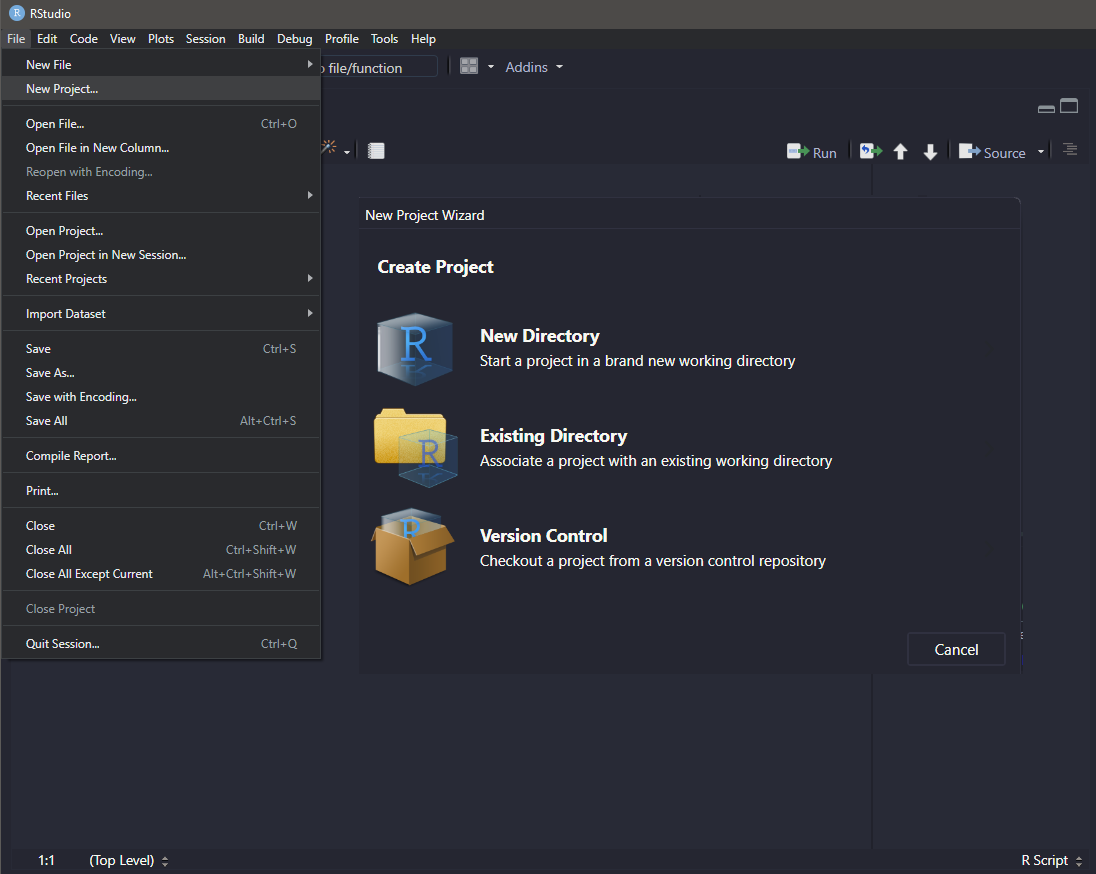 RStudio
File Edit Code View Plots Session Build Debug Profile Tools Help
New File
file/function
Addins
New Project...
Open File... Ctrl+O
Open File in New Column...
Run
Source
Reopen with Encoding...
Recent Files
Open Project...
Open Project in New Session...
Recent Projects
Import Dataset
Save Ctrl+S
Save As...
Save with Encoding...
Save All Alt+Ctrl+S
Compile Report...
Print...
Close Ctrl+W
Close All Ctrl+Shift+W
Close All Except Current Alt+Ctrl+Shift+W
Close Project
Quit Session... Ctrl+Q
New Project Wizard
Create Project
R
New Directory
Start a project in a brand new working directory
R
Existing Directory
Associate a project with an existing working directory
R
Version Control
Checkout a project from a version control repository
Cancel
1:1 (Top Level)
R Script